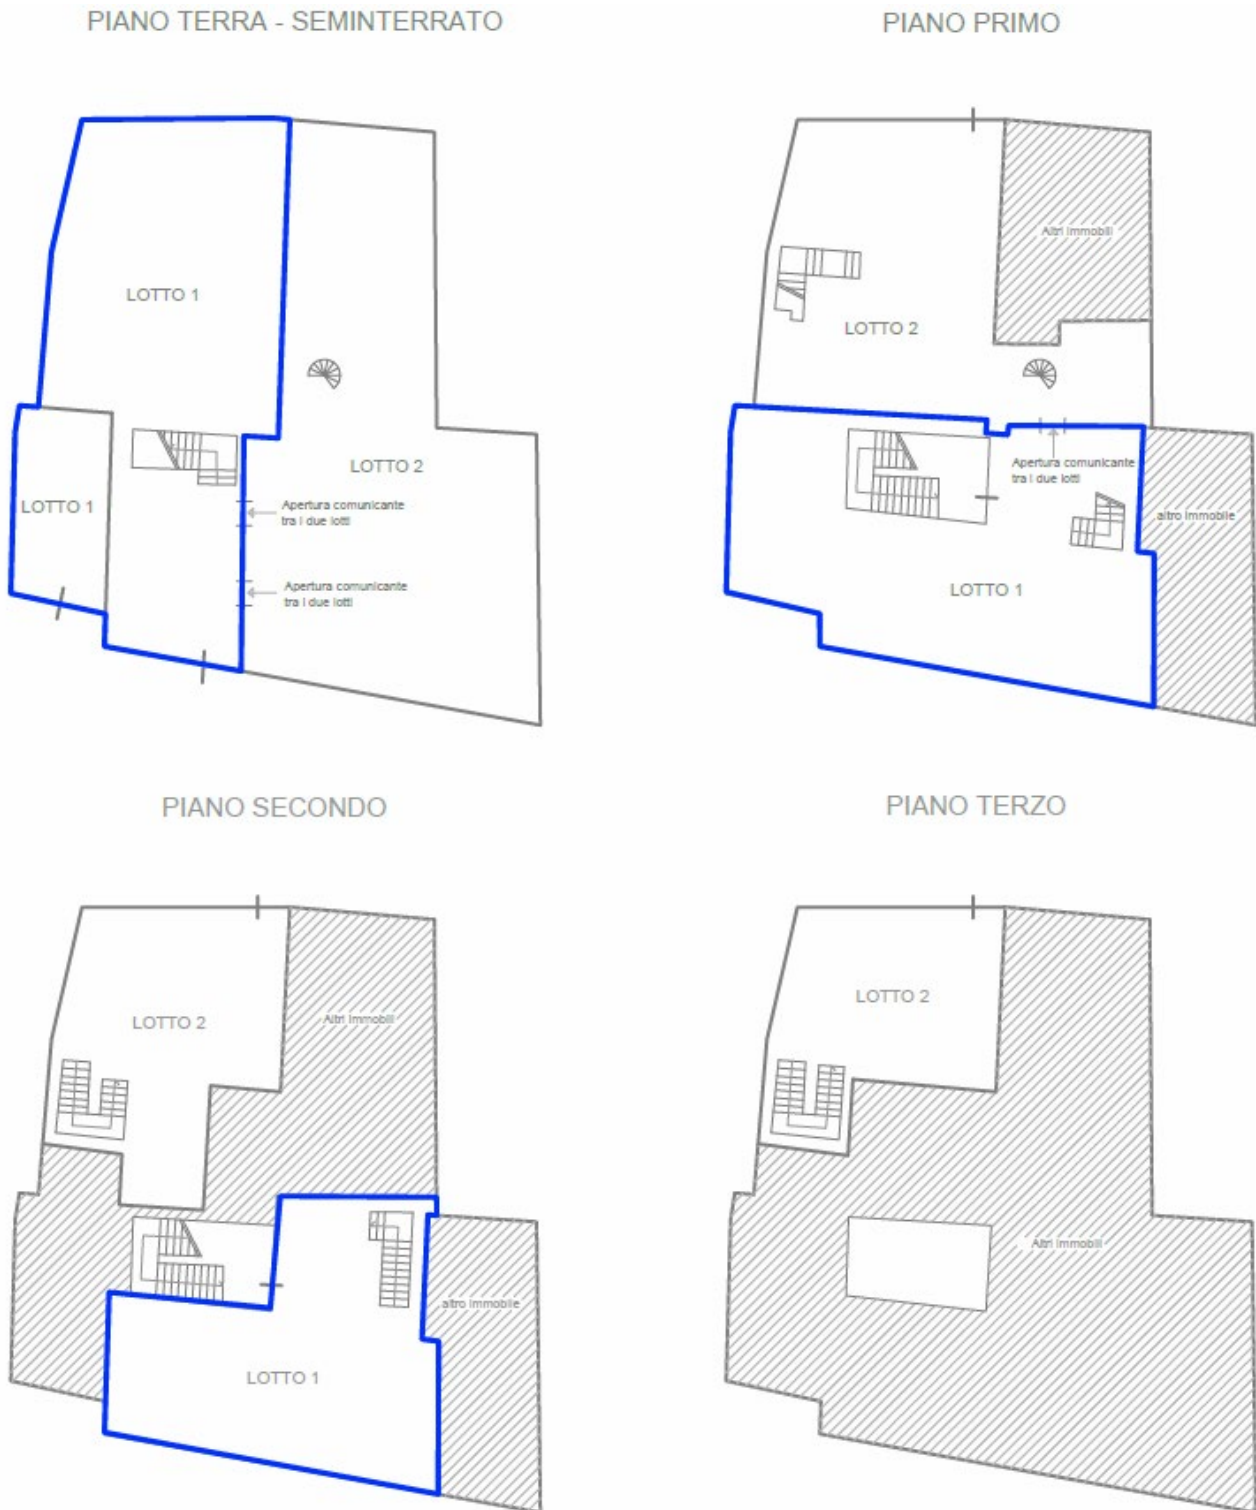 PIANO TERRA - SEMINTERRATO
LOTTO 1
LOTTO 1
LOTTO 2
Apertura comunicante
tra i due lotti
Apertura comunicante
tra i due lotti
PIANO PRIMO
Altri immobili
LOTTO 2
Apertura comunicante
tra i due lotti
altro immobile
LOTTO 1
PIANO SECONDO
LOTTO 2
Altri immobili
altro immobile
LOTTO 1
PIANO TERZO
LOTTO 2
Altri immobili